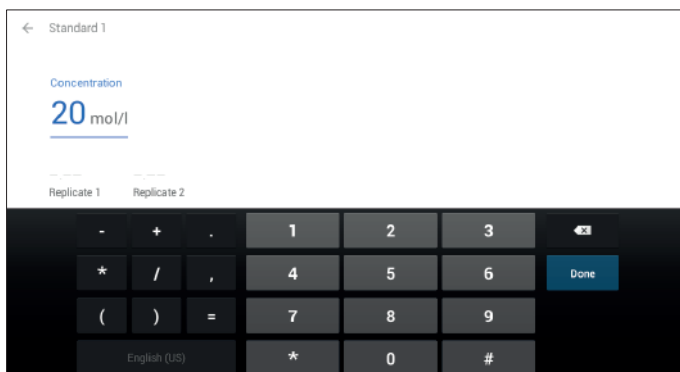 ← Standard 1
Concentration
20 mol/l
_.__ _.__
Replicate 1 Replicate 2
- + . 1 2 3
* / , 4 5 6 Done
( ) = 7 8 9
English (US) * 0 #